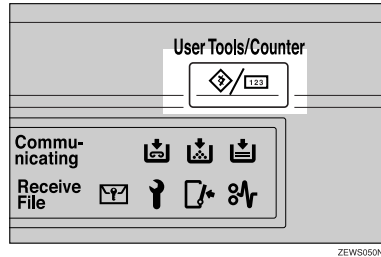 User Tools/Counter
123
Commu-
nicating
Receive
File
ZEWS050N